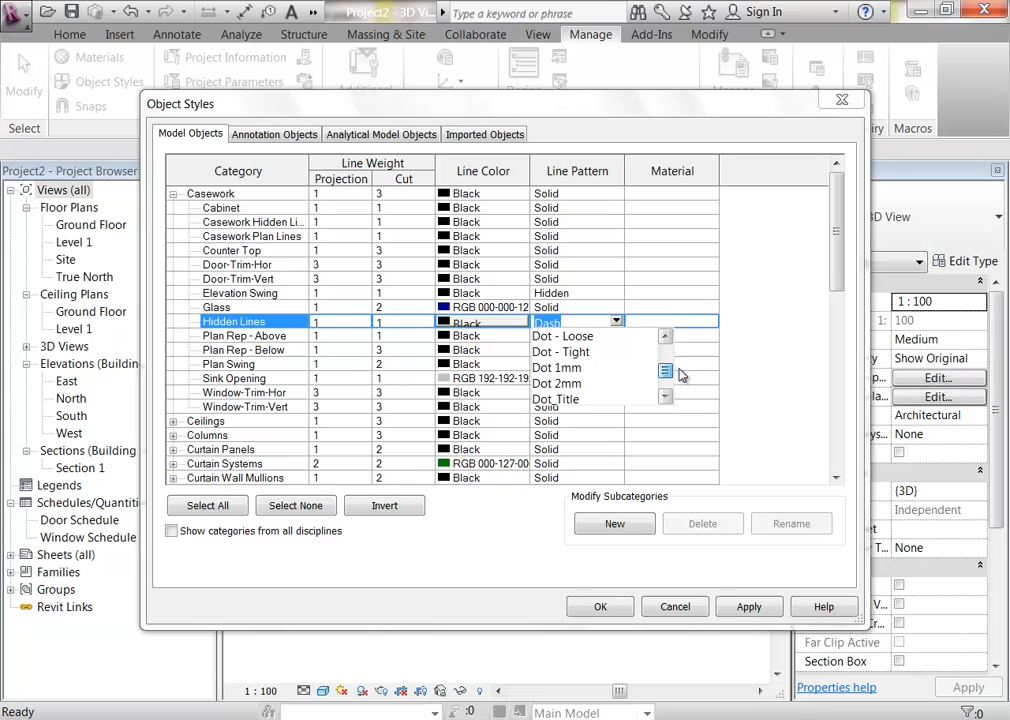 Project2 - 3D Vi...
Type a keyword or phrase
Sign In
Home Insert Annotate Analyze Structure Massing & Site Collaborate View Manage Add-Ins Modify
Modify
Materials
Object Styles
Snaps
Project Information
Project Parameters
Select
Macros
Project2 - Project Browser
Views (all)
Floor Plans
Ground Floor
Level 1
Site
True North
Ceiling Plans
Ground Floor
Level 1
3D Views
Elevations (Building
East
North
South
West
Sections (Building
Section 1
Legends
Schedules/Quantiti
Door Schedule
Window Schedule
Sheets (all)
Families
Groups
Revit Links
Object Styles
Model Objects Annotation Objects Analytical Model Objects Imported Objects
Category Line Weight Line Color Line Pattern Material
Projection Cut
Casework 1 3 Black Solid
Cabinet 1 1 Black Solid
Casework Hidden Li... 1 1 Black Solid
Casework Plan Lines 1 1 Black Solid
Counter Top 1 3 Black Solid
Door-Trim-Hor 3 3 Black Solid
Door-Trim-Vert 3 3 Black Solid
Elevation Swing 1 1 Black Hidden
Glass 1 2 RGB 000-000-12 Solid
Hidden Lines 1 1 Black Dash
Plan Rep - Above 1 1 Black
Plan Rep - Below 1 3 Black
Plan Swing 1 2 Black
Sink Opening 1 1 RGB 192-192-19
Window-Trim-Hor 3 3 Black
Window-Trim-Vert 3 3 Black Solid
Dot - Loose
Dot - Tight
Dot 1mm
Dot 2mm
Dot_Title
Ceilings 1 3 Black Solid
Columns 1 3 Black Solid
Curtain Panels 1 2 Black Solid
Curtain Systems 2 2 RGB 000-127-00 Solid
Curtain Wall Mullions 1 2 Black Solid
Select All Select None Invert
Show categories from all disciplines
Modify Subcategories
New Delete Rename
OK Cancel Apply Help
3D View
Edit Type
1 : 100
100
Medium
Show Original
Edit...
Edit...
Architectural
None
{3D}
Independent
None
Far Clip Active
Section Box
Properties help
Apply
1 : 100
Ready
:0
Main Model
:0